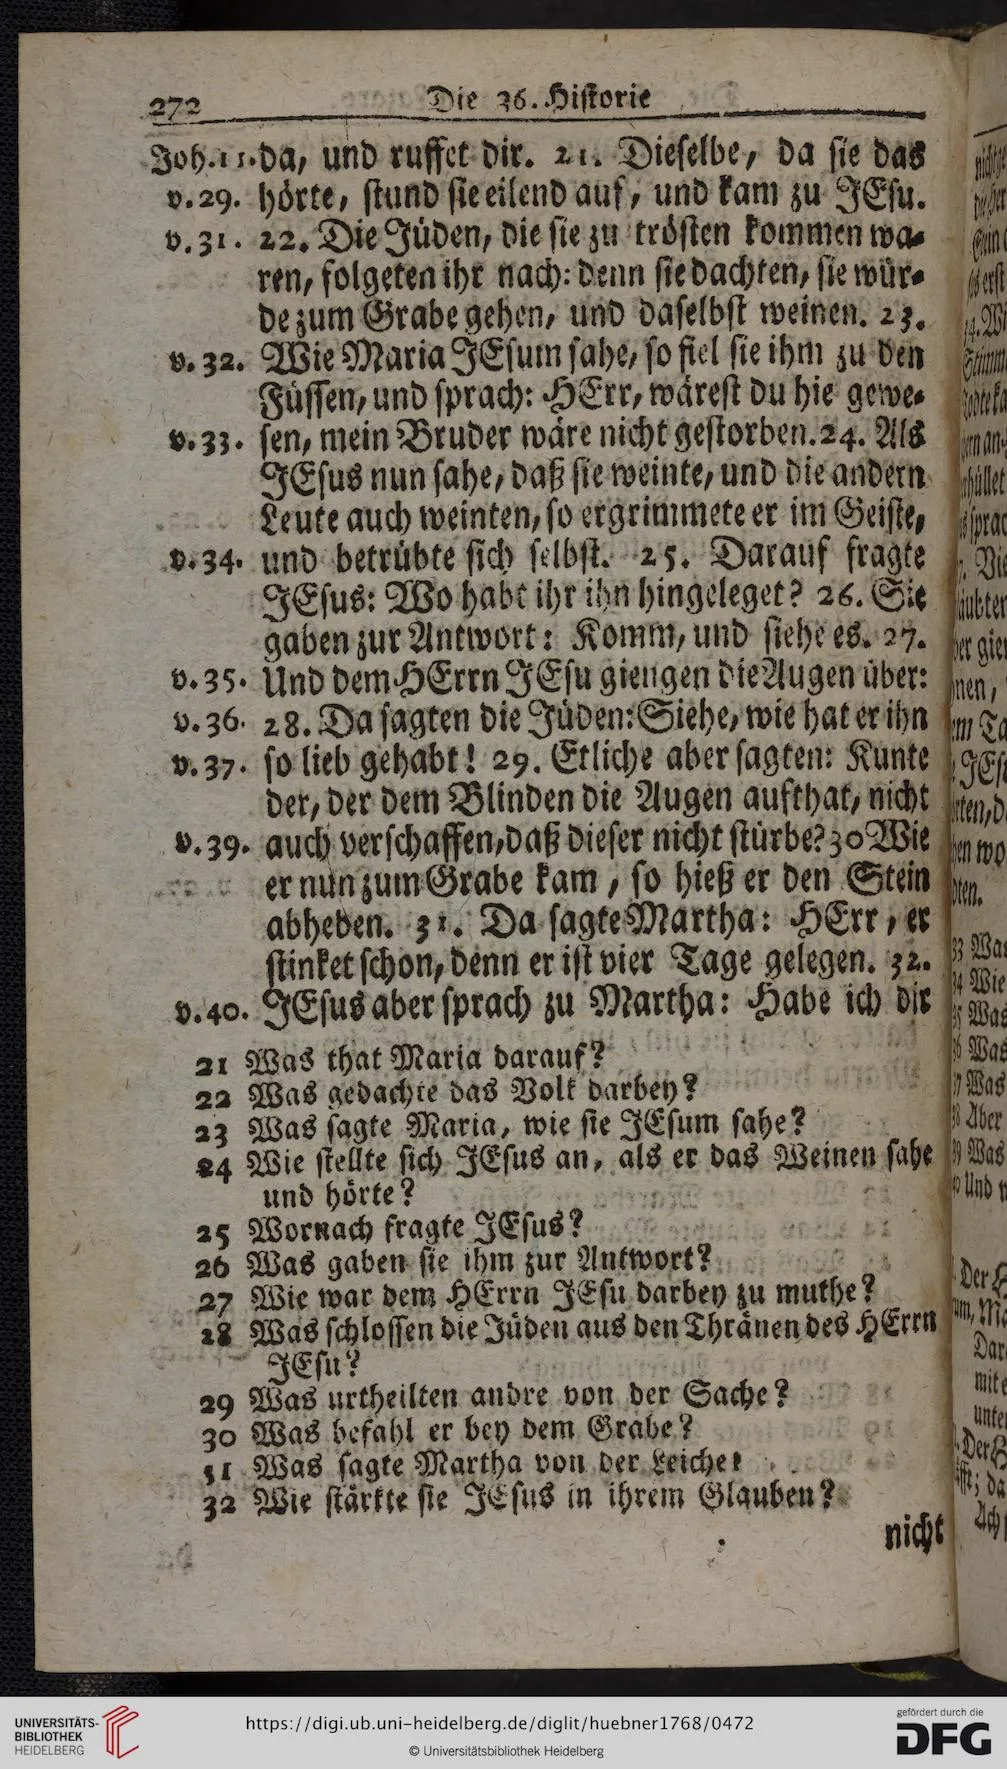 272 Die 36. Historie
Joh.11. da, und ruffet dir. 21. Dieselbe, da sie das
v.29. hörte, stund sie eilend auf, und kam zu JEsu.
v.31. 22. Die Jüden, die sie zu trösten kommen wa-
ren, folgeten ihr nach: denn sie dachten, sie wür-
de zum Grabe gehen, und daselbst weinen. 23.
v.32. Wie Maria JEsum sahe, so fiel sie ihm zu den
Füssen, und sprach: HErr, wärest du hie gewe-
v.33. sen, mein Bruder wäre nicht gestorben. 24. Als
JEsus nun sahe, daß sie weinte, und die andern
Leute auch weinten, so ergrimmete er im Geiste,
v.34. und betrübte sich selbst. 25. Darauf fragte
JEsus: Wo habt ihr ihn hingeleget? 26. Sie
gaben zur Antwort: Komm, und siehe es. 27.
v.35. Und dem HErrn JEsu giengen die Augen über:
v.36. 28. Da sagten die Jüden: Siehe, wie hat er ihn
v.37. so lieb gehabt! 29. Etliche aber sagten: Kunte
der, der dem Blinden die Augen aufthat, nicht
v.39. auch verschaffen, daß dieser nicht stürbe? 30 Wie
er nun zum Grabe kam, so hieß er den Stein
abheben. 31. Da sagte Martha: HErr, er
stinket schon, denn er ist vier Tage gelegen. 32.
v.40. JEsus aber sprach zu Martha: Habe ich dir
21 Was that Maria darauf?
22 Was gedachte das Volk darbey?
23 Was sagte Maria, wie sie JEsum sahe?
24 Wie stellte sich JEsus an, als er das Weinen sahe
und hörte?
25 Wornach fragte JEsus?
26 Was gaben sie ihm zur Antwort?
27 Wie war dem HErrn JEsu darbey zu muthe?
28 Was schlossen die Jüden aus den Thränen des HErrn
JEsu?
29 Was urtheilten andre von der Sache?
30 Was befahl er bey dem Grabe?
31 Was sagte Martha von der Leiche?
32 Wie stärkte sie JEsus in ihrem Glauben?
nicht
UNIVERSITÄTS-
BIBLIOTHEK
HEIDELBERG
https://digi.ub.uni-heidelberg.de/diglit/huebner1768/0472
© Universitätsbibliothek Heidelberg
gefördert durch die
DFG